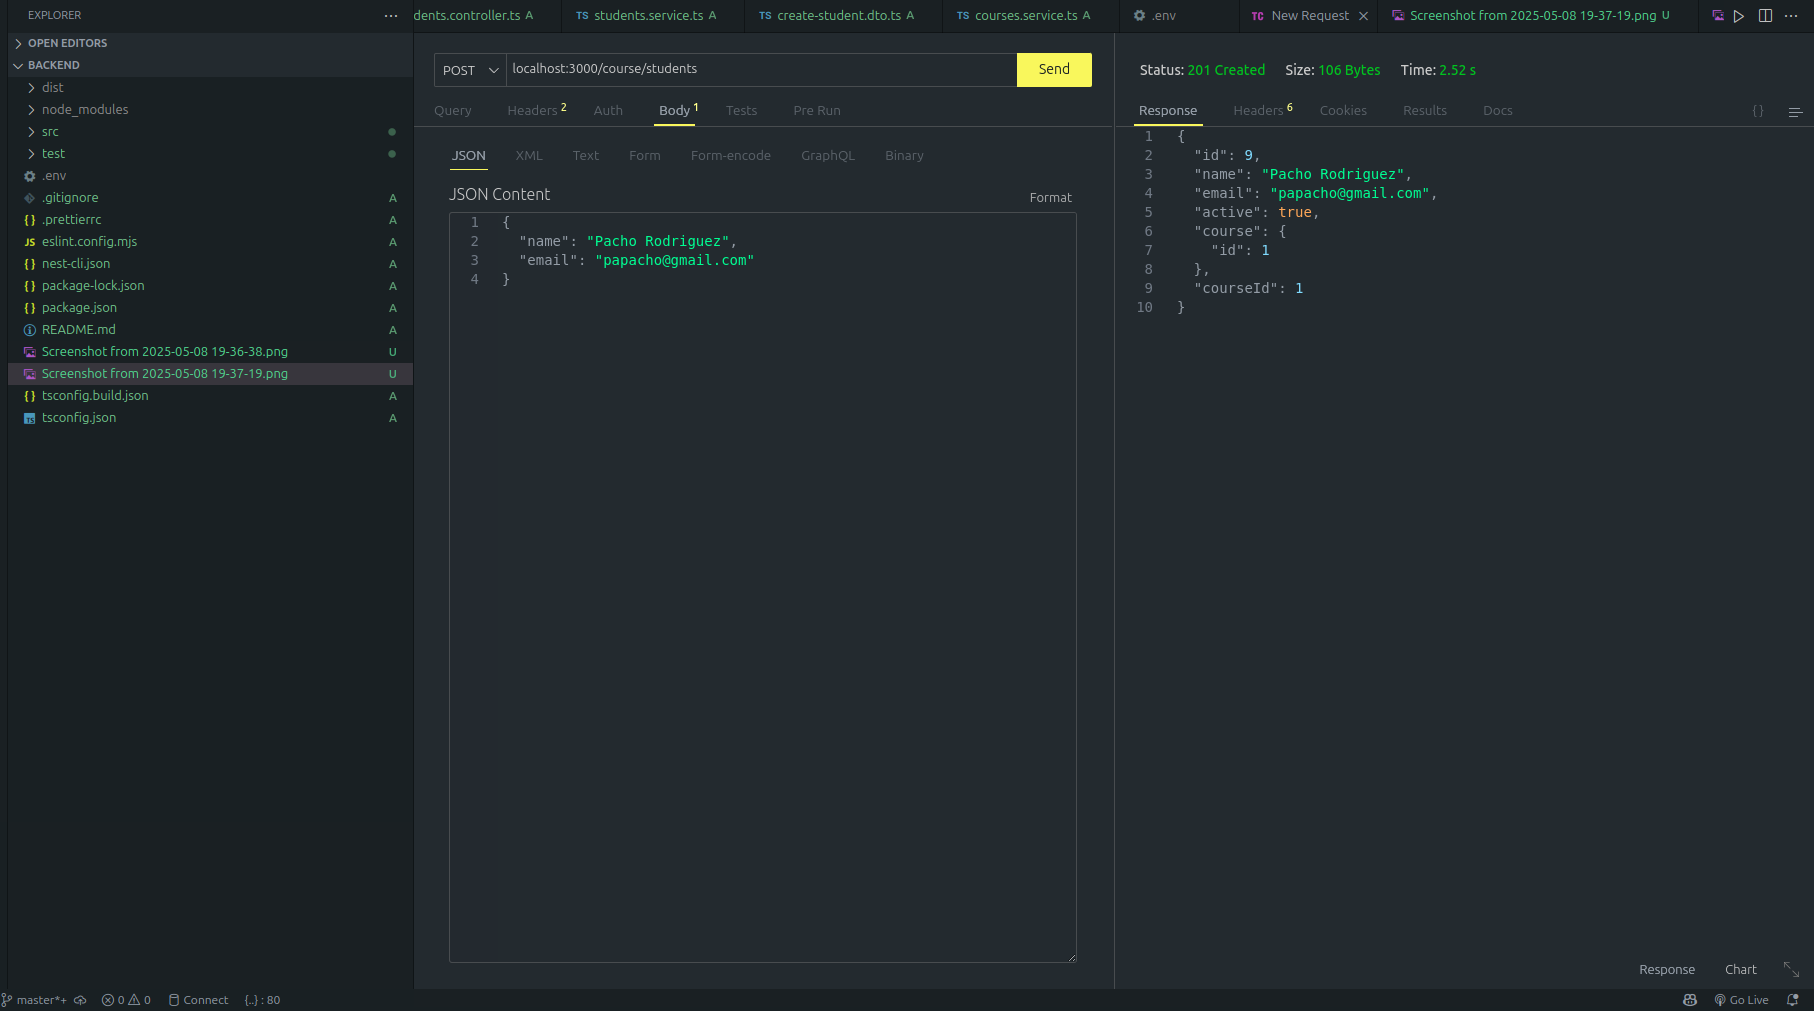 EXPLORER
OPEN EDITORS
BACKEND
dist
node_modules
src
test
.env
.gitignore A
.prettierrc A
JS eslint.config.mjs A
nest-cli.json A
package-lock.json A
package.json A
README.md A
Screenshot from 2025-05-08 19-36-38.png U
Screenshot from 2025-05-08 19-37-19.png U
tsconfig.build.json A
TS tsconfig.json A
dents.controller.ts A
TS students.service.ts A
TS create-student.dto.ts A
TS courses.service.ts A
.env
TC New Request
Screenshot from 2025-05-08 19-37-19.png U
POST localhost:3000/course/students Send
Query Headers 2 Auth Body 1 Tests Pre Run
JSON XML Text Form Form-encode GraphQL Binary
JSON Content Format
1 {
2 "name": "Pacho Rodriguez",
3 "email": "papacho@gmail.com"
4 }
Status: 201 Created Size: 106 Bytes Time: 2.52 s
Response Headers 6 Cookies Results Docs { }
1 {
2 "id": 9,
3 "name": "Pacho Rodriguez",
4 "email": "papacho@gmail.com",
5 "active": true,
6 "course": {
7 "id": 1
8 },
9 "courseId": 1
10 }
Response Chart
master*+ 0 0 Connect {..} : 80 Go Live